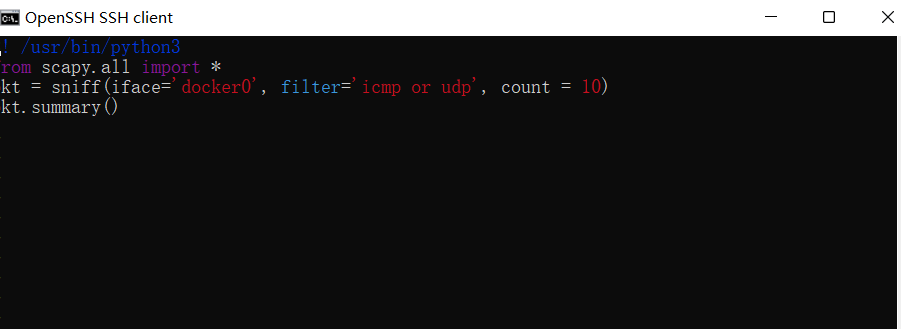 OpenSSH SSH client
! /usr/bin/python3
rom scapy.all import *
kt = sniff(iface='docker0', filter='icmp or udp', count = 10)
kt.summary()